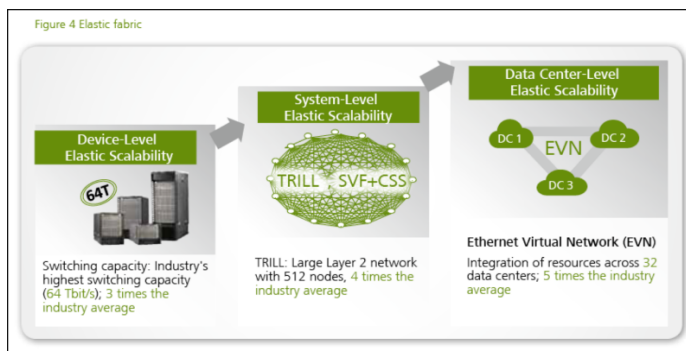 Figure 4 Elastic fabric
Device-Level
Elastic Scalability
64T
Switching capacity: Industry's
highest switching capacity
(64 Tbit/s); 3 times the
industry average
System-Level
Elastic Scalability
TRILL SVF+CSS
TRILL: Large Layer 2 network
with 512 nodes, 4 times the
industry average
Data Center-Level
Elastic Scalability
DC 1
EVN
DC 2
DC 3
Ethernet Virtual Network (EVN)
Integration of resources across 32
data centers; 5 times the industry
average